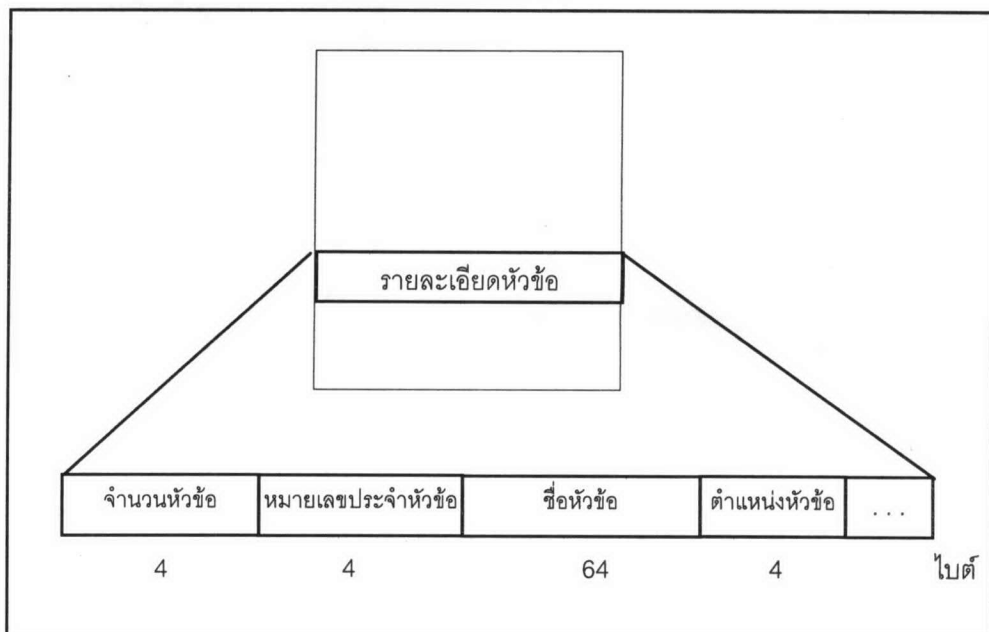 รายละเอียดหัวข้อ
จำนวนหัวข้อ หมายเลขประจำหัวข้อ ชื่อหัวข้อ ตำแหน่งหัวข้อ ...
4 4 64 4 ไบต์